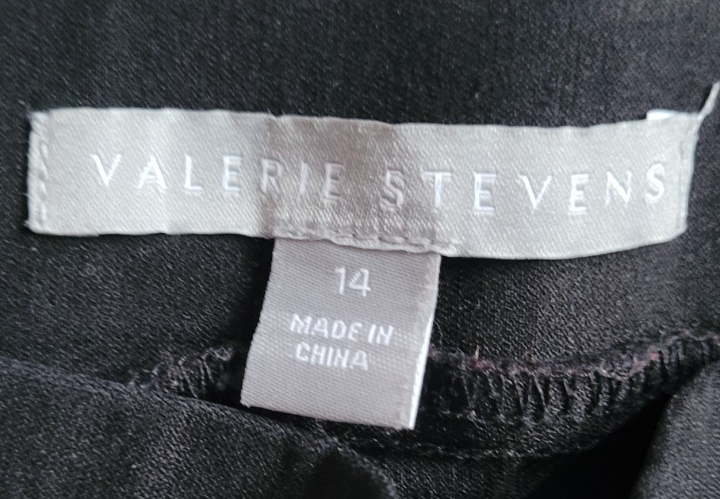 VALERIE STEVENS
14
MADE IN
CHINA